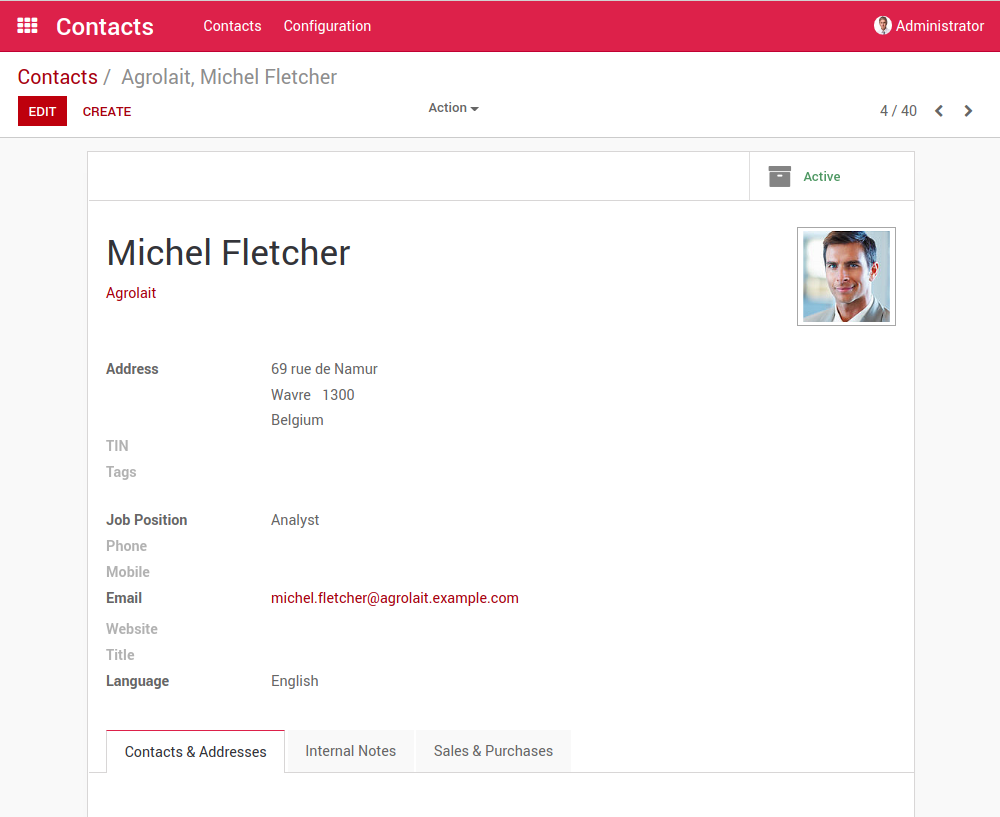 Contacts Contacts Configuration Administrator
Contacts / Agrolait, Michel Fletcher
EDIT CREATE Action 4 / 40
Active
Michel Fletcher
Agrolait
Address 69 rue de Namur
Wavre 1300
Belgium
TIN
Tags
Job Position Analyst
Phone
Mobile
Email michel.fletcher@agrolait.example.com
Website
Title
Language English
Contacts & Addresses Internal Notes Sales & Purchases